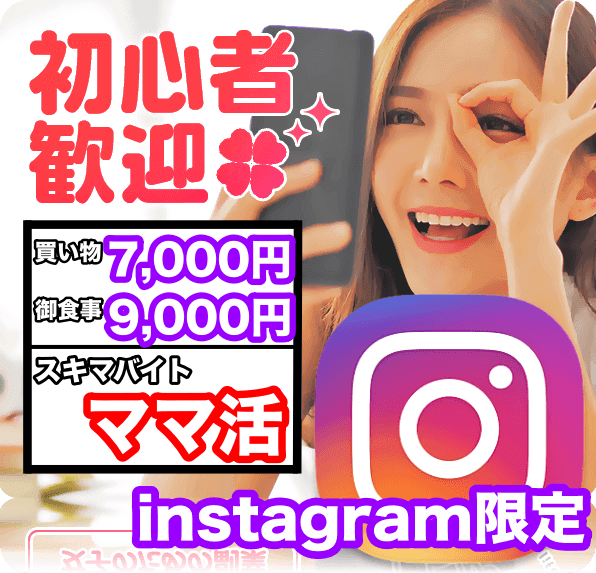 初心者
歓迎
買い物 7,000円
御食事 9,000円
スキマバイト
ママ活
instagram限定